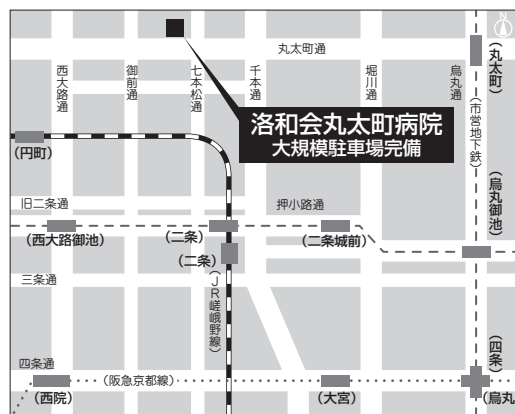 N
丸太町通
西大路通
御前通
七本松通
千本通
堀川通
烏丸通
(丸太町)
(市営地下鉄)
洛和会丸太町病院
大規模駐車場完備
(円町)
(烏丸御池)
旧二条通
押小路通
(西大路御池)
(二条)
(二条城前)
(二条)
(JR嵯峨野線)
三条通
四条通
(四条)
(阪急京都線)
(西院)
(大宮)
(烏丸